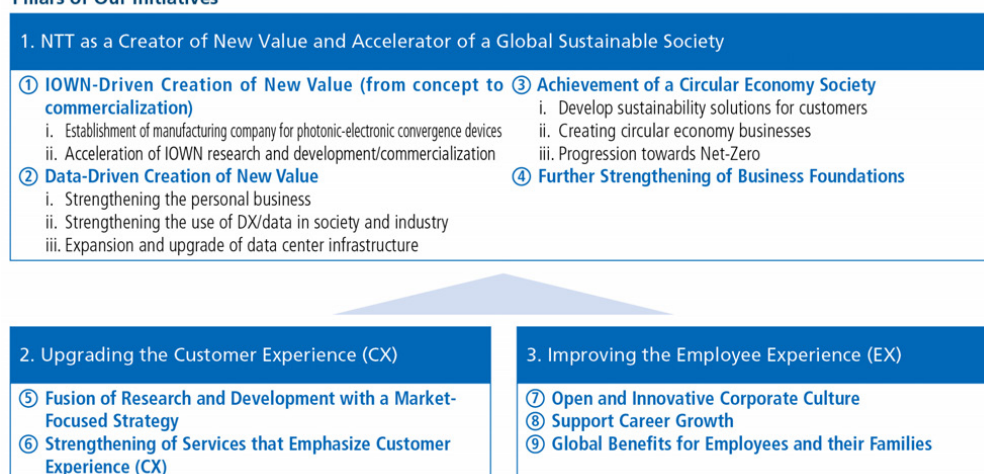 Pillars of Our Initiatives
1. NTT as a Creator of New Value and Accelerator of a Global Sustainable Society
① IOWN-Driven Creation of New Value (from concept to
commercialization)
i. Establishment of manufacturing company for photonic-electronic convergence devices
ii. Acceleration of IOWN research and development/commercialization
② Data-Driven Creation of New Value
i. Strengthening the personal business
ii. Strengthening the use of DX/data in society and industry
iii. Expansion and upgrade of data center infrastructure
③ Achievement of a Circular Economy Society
i. Develop sustainability solutions for customers
ii. Creating circular economy businesses
iii. Progression towards Net-Zero
④ Further Strengthening of Business Foundations
2. Upgrading the Customer Experience (CX)
⑤ Fusion of Research and Development with a Market-
Focused Strategy
⑥ Strengthening of Services that Emphasize Customer
Experience (CX)
3. Improving the Employee Experience (EX)
⑦ Open and Innovative Corporate Culture
⑧ Support Career Growth
⑨ Global Benefits for Employees and their Families